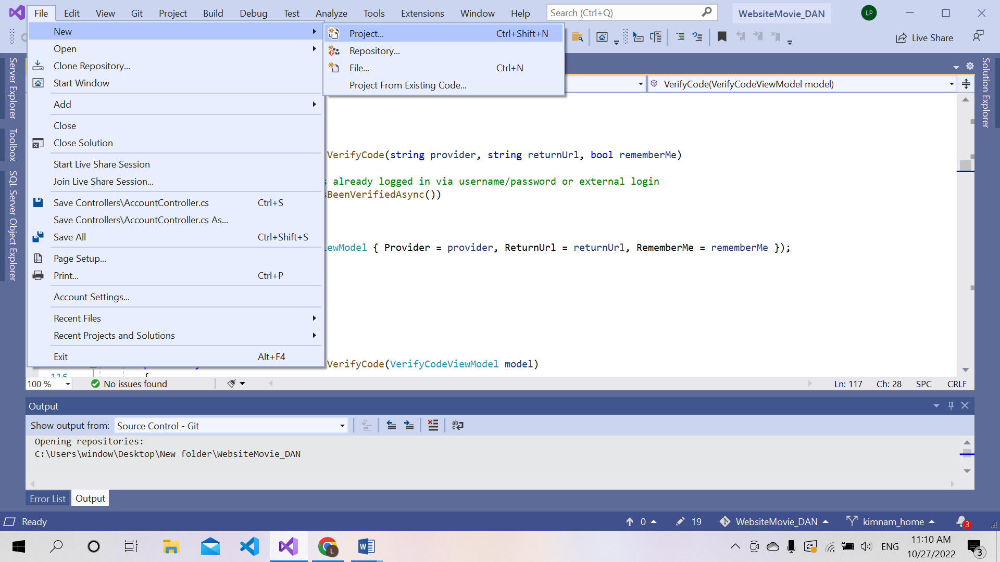 File Edit View Git Project Build Debug Test Analyze Tools Extensions Window Help Search (Ctrl+Q) WebsiteMovie_DAN LP
New
Open
Clone Repository...
Start Window
Add
Close
Close Solution
Start Live Share Session
Join Live Share Session...
Save Controllers\AccountController.cs Ctrl+S
Save Controllers\AccountController.cs As...
Save All Ctrl+Shift+S
Page Setup...
Print... Ctrl+P
Account Settings...
Recent Files
Recent Projects and Solutions
Exit Alt+F4
Project... Ctrl+Shift+N
Repository...
File... Ctrl+N
Project From Existing Code...
Live Share
Server Explorer
Toolbox
SQL Server Object Explorer
Solution Explorer
VerifyCode(VerifyCodeViewModel model)
VerifyCode(string provider, string returnUrl, bool rememberMe)
already logged in via username/password or external login
sBeenVerifiedAsync())
ewModel { Provider = provider, ReturnUrl = returnUrl, RememberMe = rememberMe });
VerifyCode(VerifyCodeViewModel model)
116 {
100 % No issues found Ln: 117 Ch: 28 SPC CRLF
Output
Show output from: Source Control - Git
Opening repositories:
C:\Users\window\Desktop\New folder\WebsiteMovie_DAN
Error List Output
Ready 0 19 WebsiteMovie_DAN kimnam_home 3
L ENG 11:10 AM
10/27/2022 3